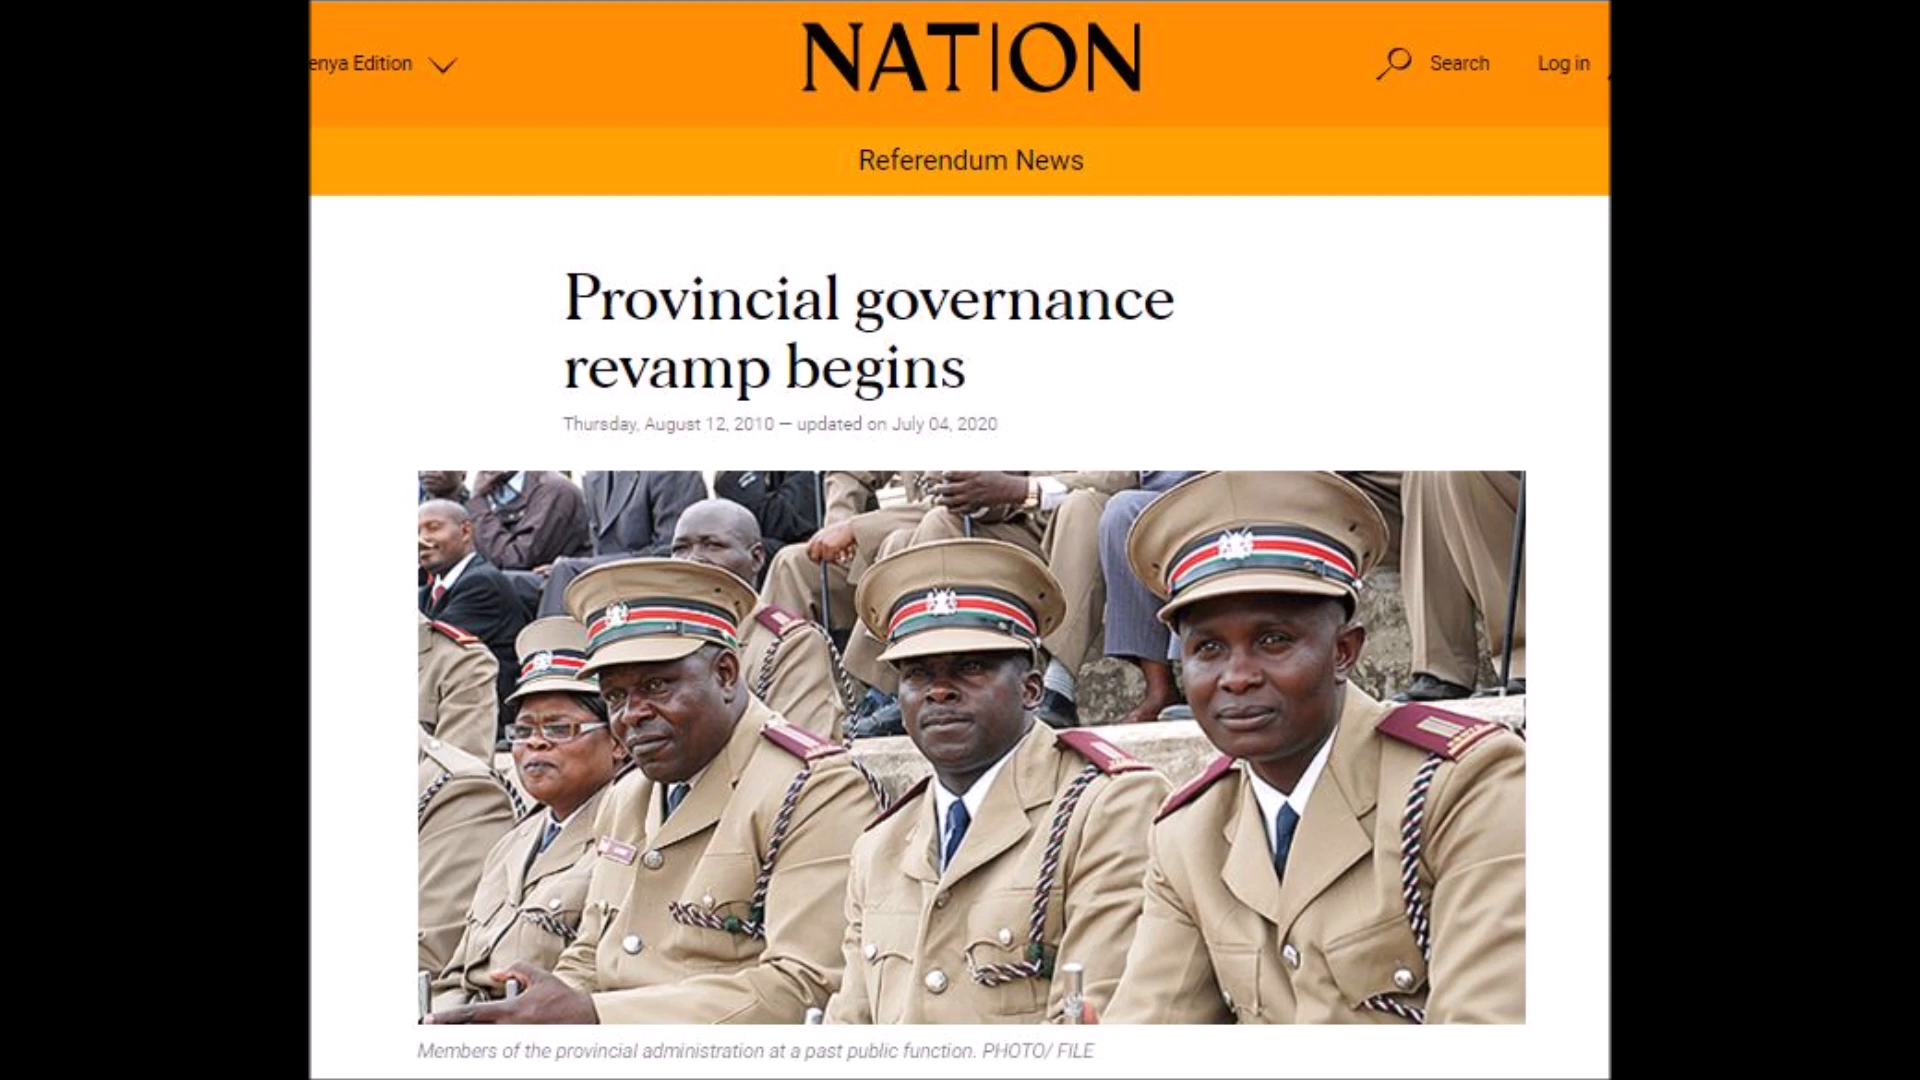 enya Edition
NATION
Search
Log in
Referendum News
Provincial governance
revamp begins
Thursday, August 12, 2010 — updated on July 04, 2020
Members of the provincial administration at a past public function. PHOTO/ FILE